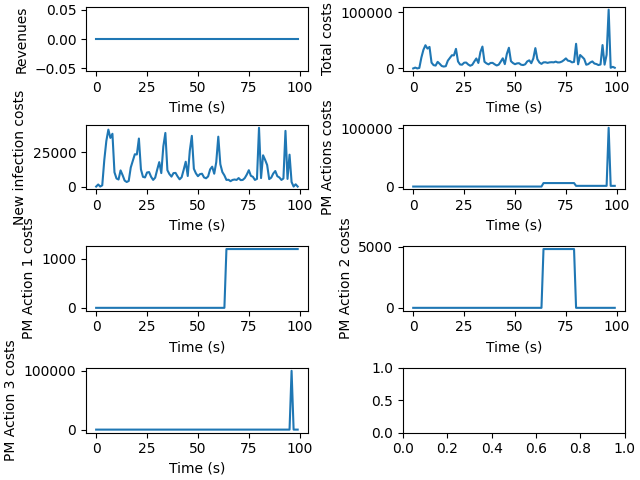 Revenues
0.05
0.00
−0.05
0 25 50 75 100
Time (s)
Total costs
100000
0
0 25 50 75 100
Time (s)
New infection costs
25000
0
0 25 50 75 100
Time (s)
PM Actions costs
100000
0
0 25 50 75 100
Time (s)
PM Action 1 costs
1000
0
0 25 50 75 100
Time (s)
PM Action 2 costs
5000
0
0 25 50 75 100
Time (s)
PM Action 3 costs
100000
0
0 25 50 75 100
Time (s)
1.0
0.5
0.0
0.0 0.2 0.4 0.6 0.8 1.0